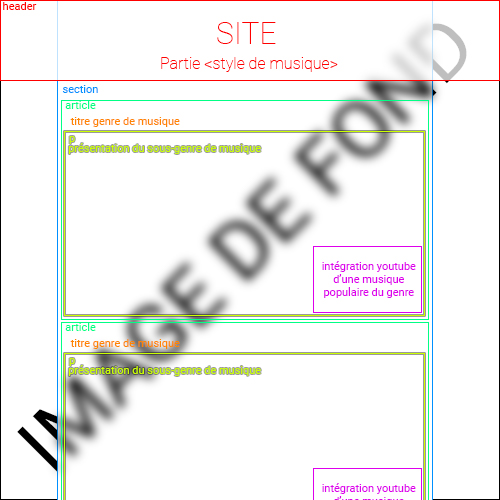 header
SITE
Partie <style de musique>
section
article
titre genre de musique
p
présentation du sous-genre de musique
intégration youtube
d'une musique
populaire du genre
article
titre genre de musique
p
présentation du sous-genre de musique
intégration youtube
d'une musique
IMAGE DE FOND